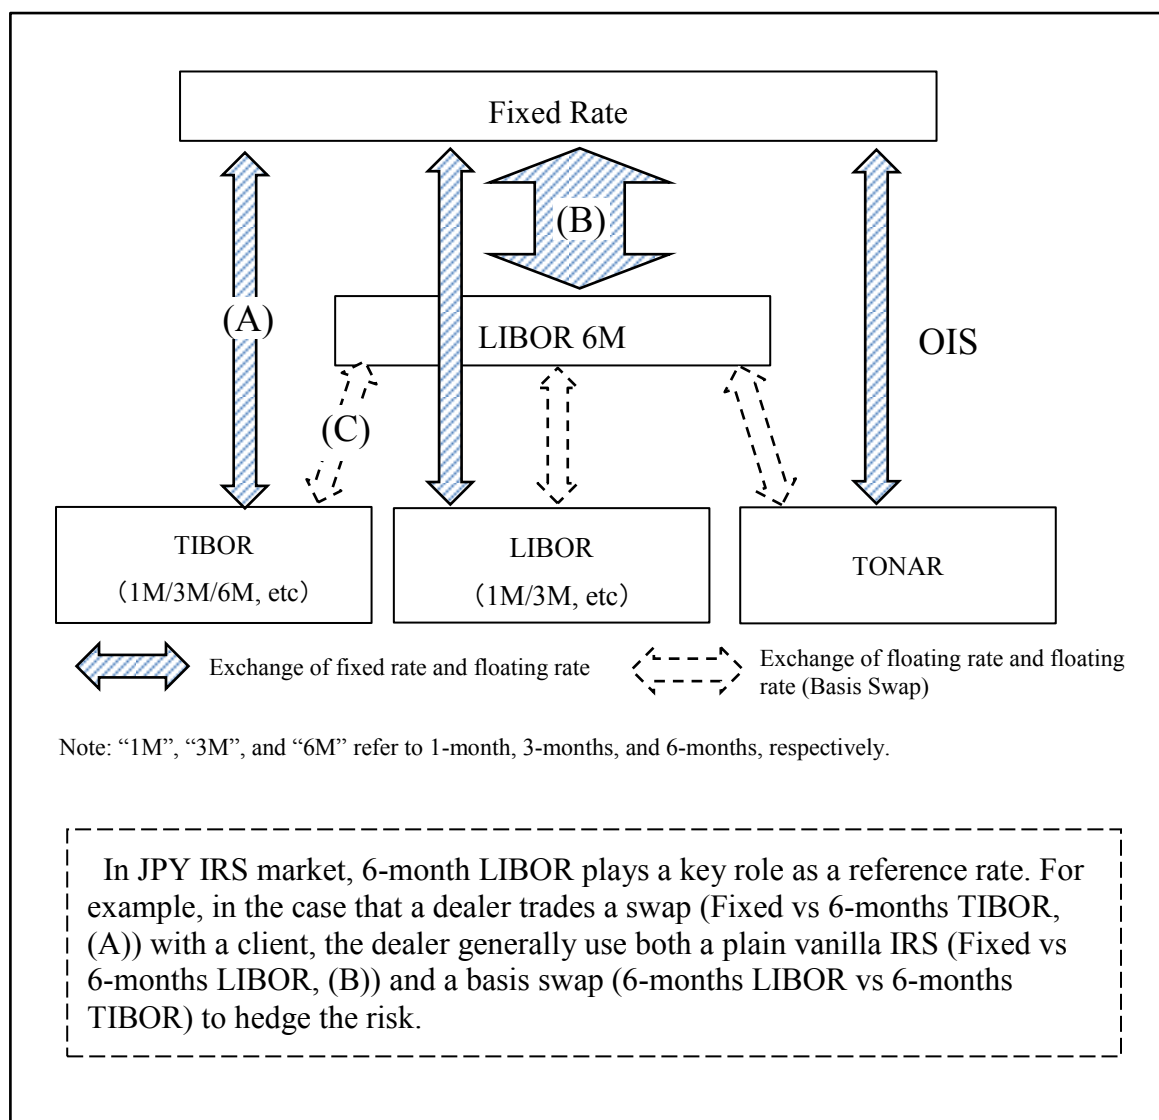 Fixed Rate
(B)
(A)
LIBOR 6M
OIS
(C)
TIBOR
（1M/3M/6M, etc）
LIBOR
（1M/3M, etc）
TONAR
Exchange of fixed rate and floating rate
Exchange of floating rate and floating
rate (Basis Swap)
Note: “1M”, “3M”, and “6M” refer to 1-month, 3-months, and 6-months, respectively.
In JPY IRS market, 6-month LIBOR plays a key role as a reference rate. For
example, in the case that a dealer trades a swap (Fixed vs 6-months TIBOR,
(A)) with a client, the dealer generally use both a plain vanilla IRS (Fixed vs
6-months LIBOR, (B)) and a basis swap (6-months LIBOR vs 6-months
TIBOR) to hedge the risk.